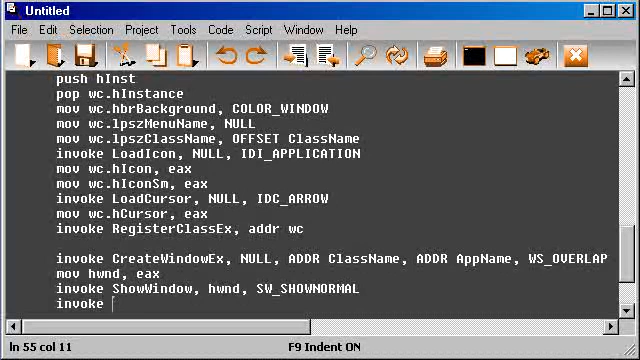 Untitled
File Edit Selection Project Tools Code Script Window Help
push hInst
pop wc.hInstance
mov wc.hbrBackground, COLOR_WINDOW
mov wc.lpszMenuName, NULL
mov wc.lpszClassName, OFFSET ClassName
invoke LoadIcon, NULL, IDI_APPLICATION
mov wc.hIcon, eax
mov wc.hIconSm, eax
invoke LoadCursor, NULL, IDC_ARROW
mov wc.hCursor, eax
invoke RegisterClassEx, addr wc
invoke CreateWindowEx, NULL, ADDR ClassName, ADDR AppName, WS_OVERLAP
mov hwnd, eax
invoke ShowWindow, hwnd, SW_SHOWNORMAL
invoke
ln 55 col 11 F9 Indent ON